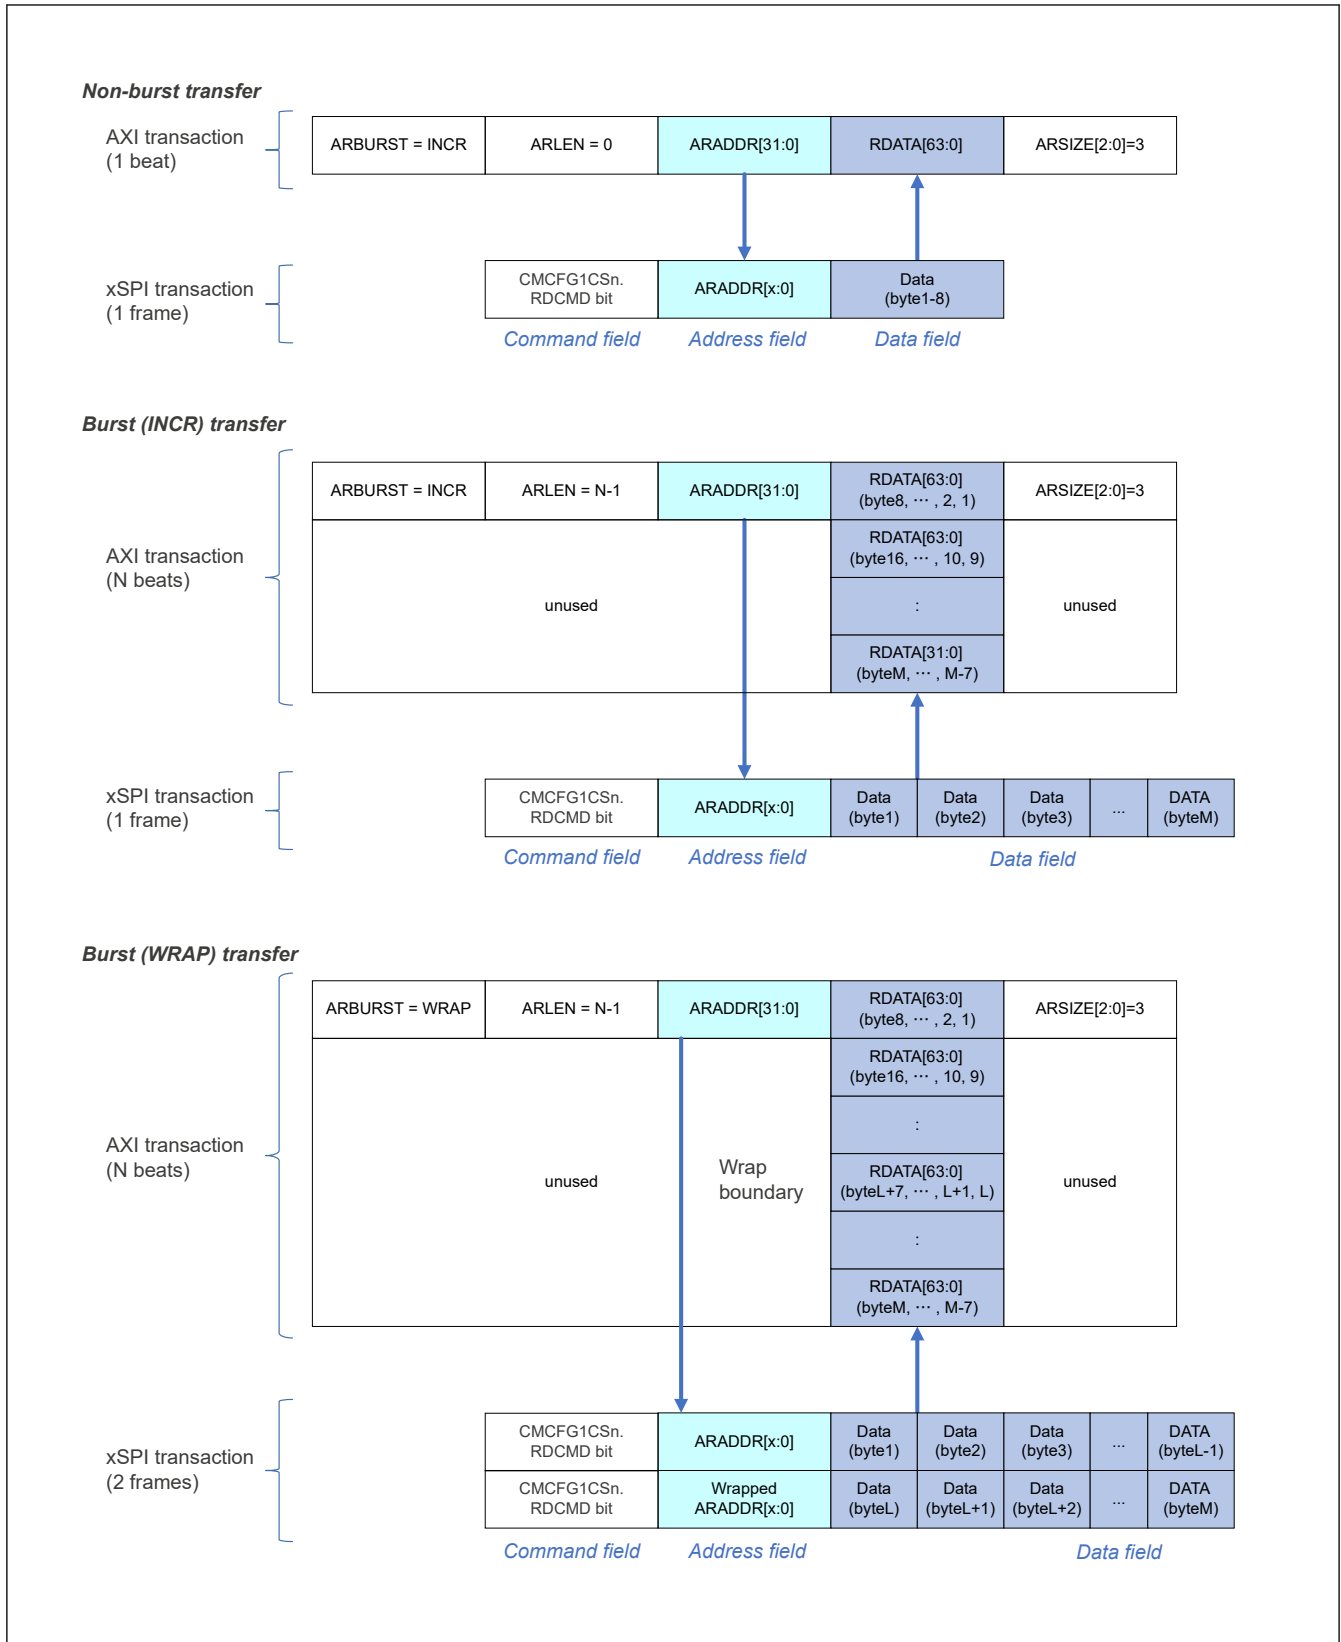 Non-burst transfer
AXI transaction
(1 beat)
ARBURST = INCR
ARLEN = 0
ARADDR[31:0]
RDATA[63:0]
ARSIZE[2:0]=3
xSPI transaction
(1 frame)
CMCFG1CSn.
RDCMD bit
ARADDR[x:0]
Data
(byte1-8)
Command field
Address field
Data field
Burst (INCR) transfer
AXI transaction
(N beats)
ARBURST = INCR
ARLEN = N-1
ARADDR[31:0]
RDATA[63:0]
(byte8, ⋯ , 2, 1)
ARSIZE[2:0]=3
unused
RDATA[63:0]
(byte16, ⋯ , 10, 9)
:
RDATA[31:0]
(byteM, ⋯ , M-7)
unused
xSPI transaction
(1 frame)
CMCFG1CSn.
RDCMD bit
ARADDR[x:0]
Data
(byte1)
Data
(byte2)
Data
(byte3)
...
DATA
(byteM)
Command field
Address field
Data field
Burst (WRAP) transfer
AXI transaction
(N beats)
ARBURST = WRAP
ARLEN = N-1
ARADDR[31:0]
RDATA[63:0]
(byte8, ⋯ , 2, 1)
ARSIZE[2:0]=3
unused
Wrap
boundary
RDATA[63:0]
(byte16, ⋯ , 10, 9)
:
RDATA[63:0]
(byteL+7, ⋯ , L+1, L)
:
RDATA[63:0]
(byteM, ⋯ , M-7)
unused
xSPI transaction
(2 frames)
CMCFG1CSn.
RDCMD bit
ARADDR[x:0]
Data
(byte1)
Data
(byte2)
Data
(byte3)
...
DATA
(byteL-1)
CMCFG1CSn.
RDCMD bit
Wrapped
ARADDR[x:0]
Data
(byteL)
Data
(byteL+1)
Data
(byteL+2)
...
DATA
(byteM)
Command field
Address field
Data field